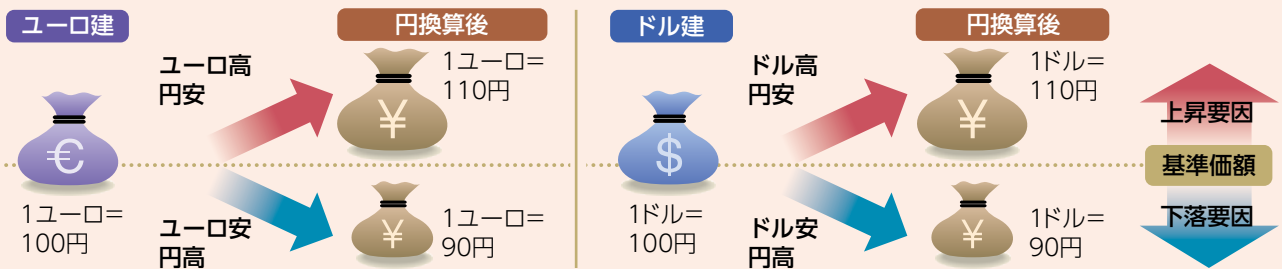 ユーロ建
円換算後
ユーロ高
円安
1ユーロ=
110円
¥
€
1ユーロ=
100円
ユーロ安
円高
¥
1ユーロ=
90円
ドル建
円換算後
ドル高
円安
1ドル=
110円
¥
$
1ドル=
100円
ドル安
円高
¥
1ドル=
90円
上昇要因
基準価額
下落要因